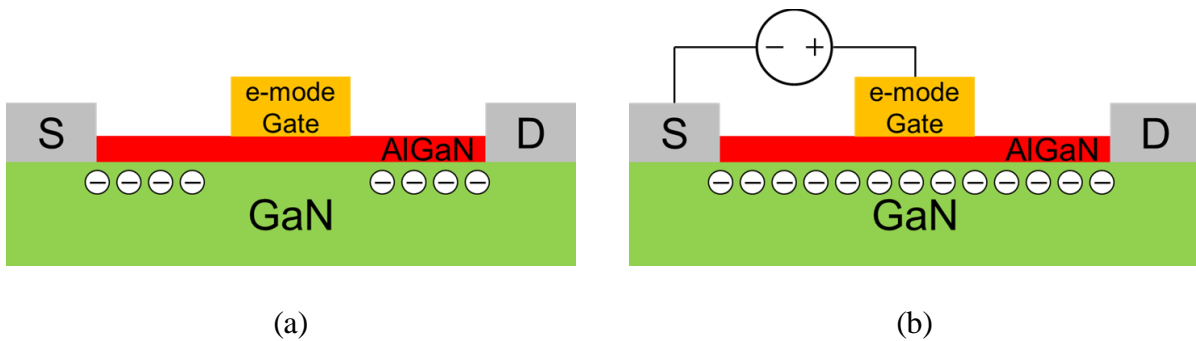 e-mode
Gate
S
D
AlGaN
GaN
(a)
− +
e-mode
Gate
S
D
AlGaN
GaN
(b)